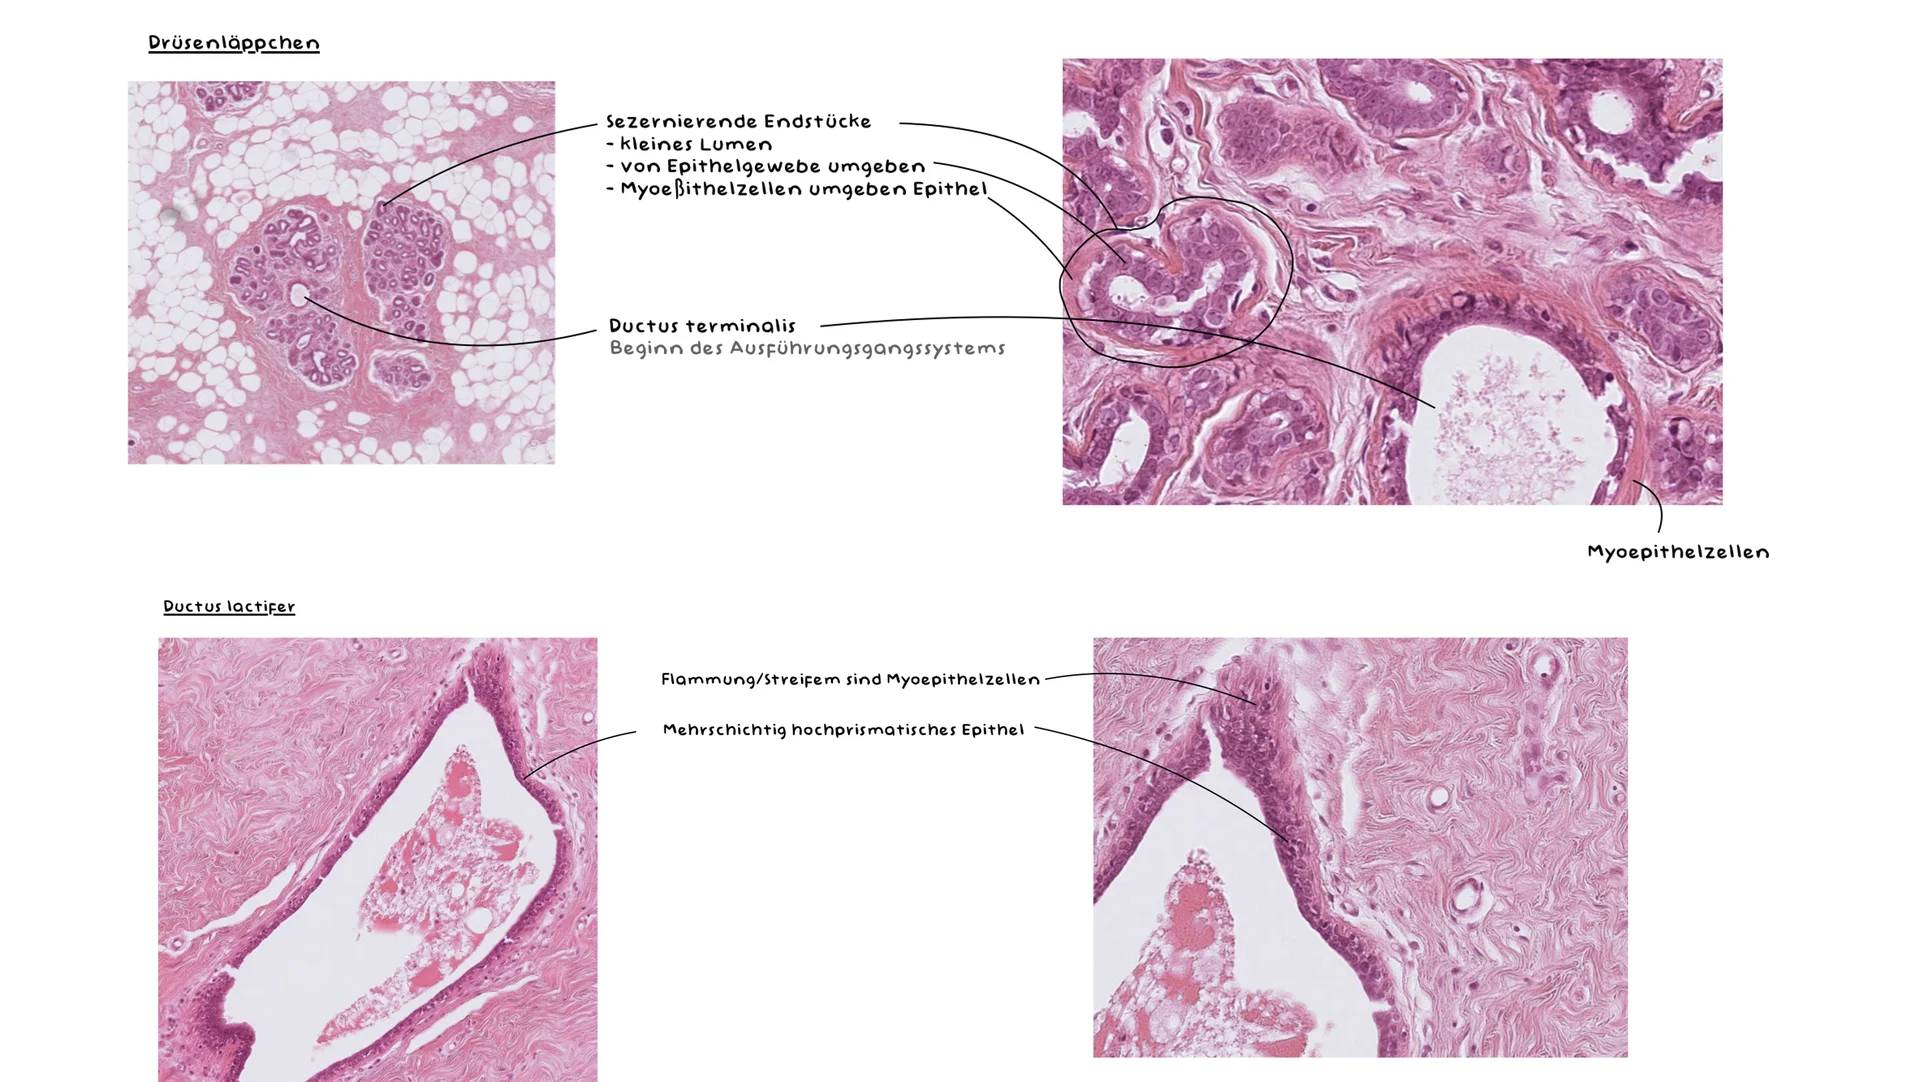 Drüsenläppchen
Sezernierende Endstücke
- kleines Lumen
- von Epithelgewebe umgeben
- Myoeβithelzellen umgeben Epithel
Ductus terminalis
Beginn des Ausführungsgangssystems
Myoepithelzellen
Ductus lactifer
Flammung/Streifem sind Myoepithelzellen
Mehrschichtig hochprismatisches Epithel